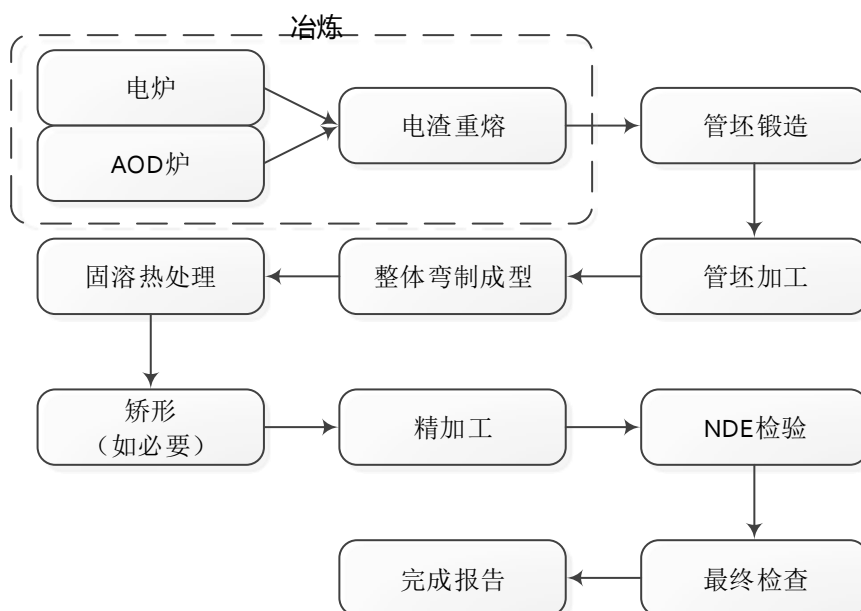 冶炼
电炉
AOD炉
电渣重熔
管坯锻造
固溶热处理
整体弯制成型
管坯加工
矫形
（如必要）
精加工
NDE检验
完成报告
最终检查